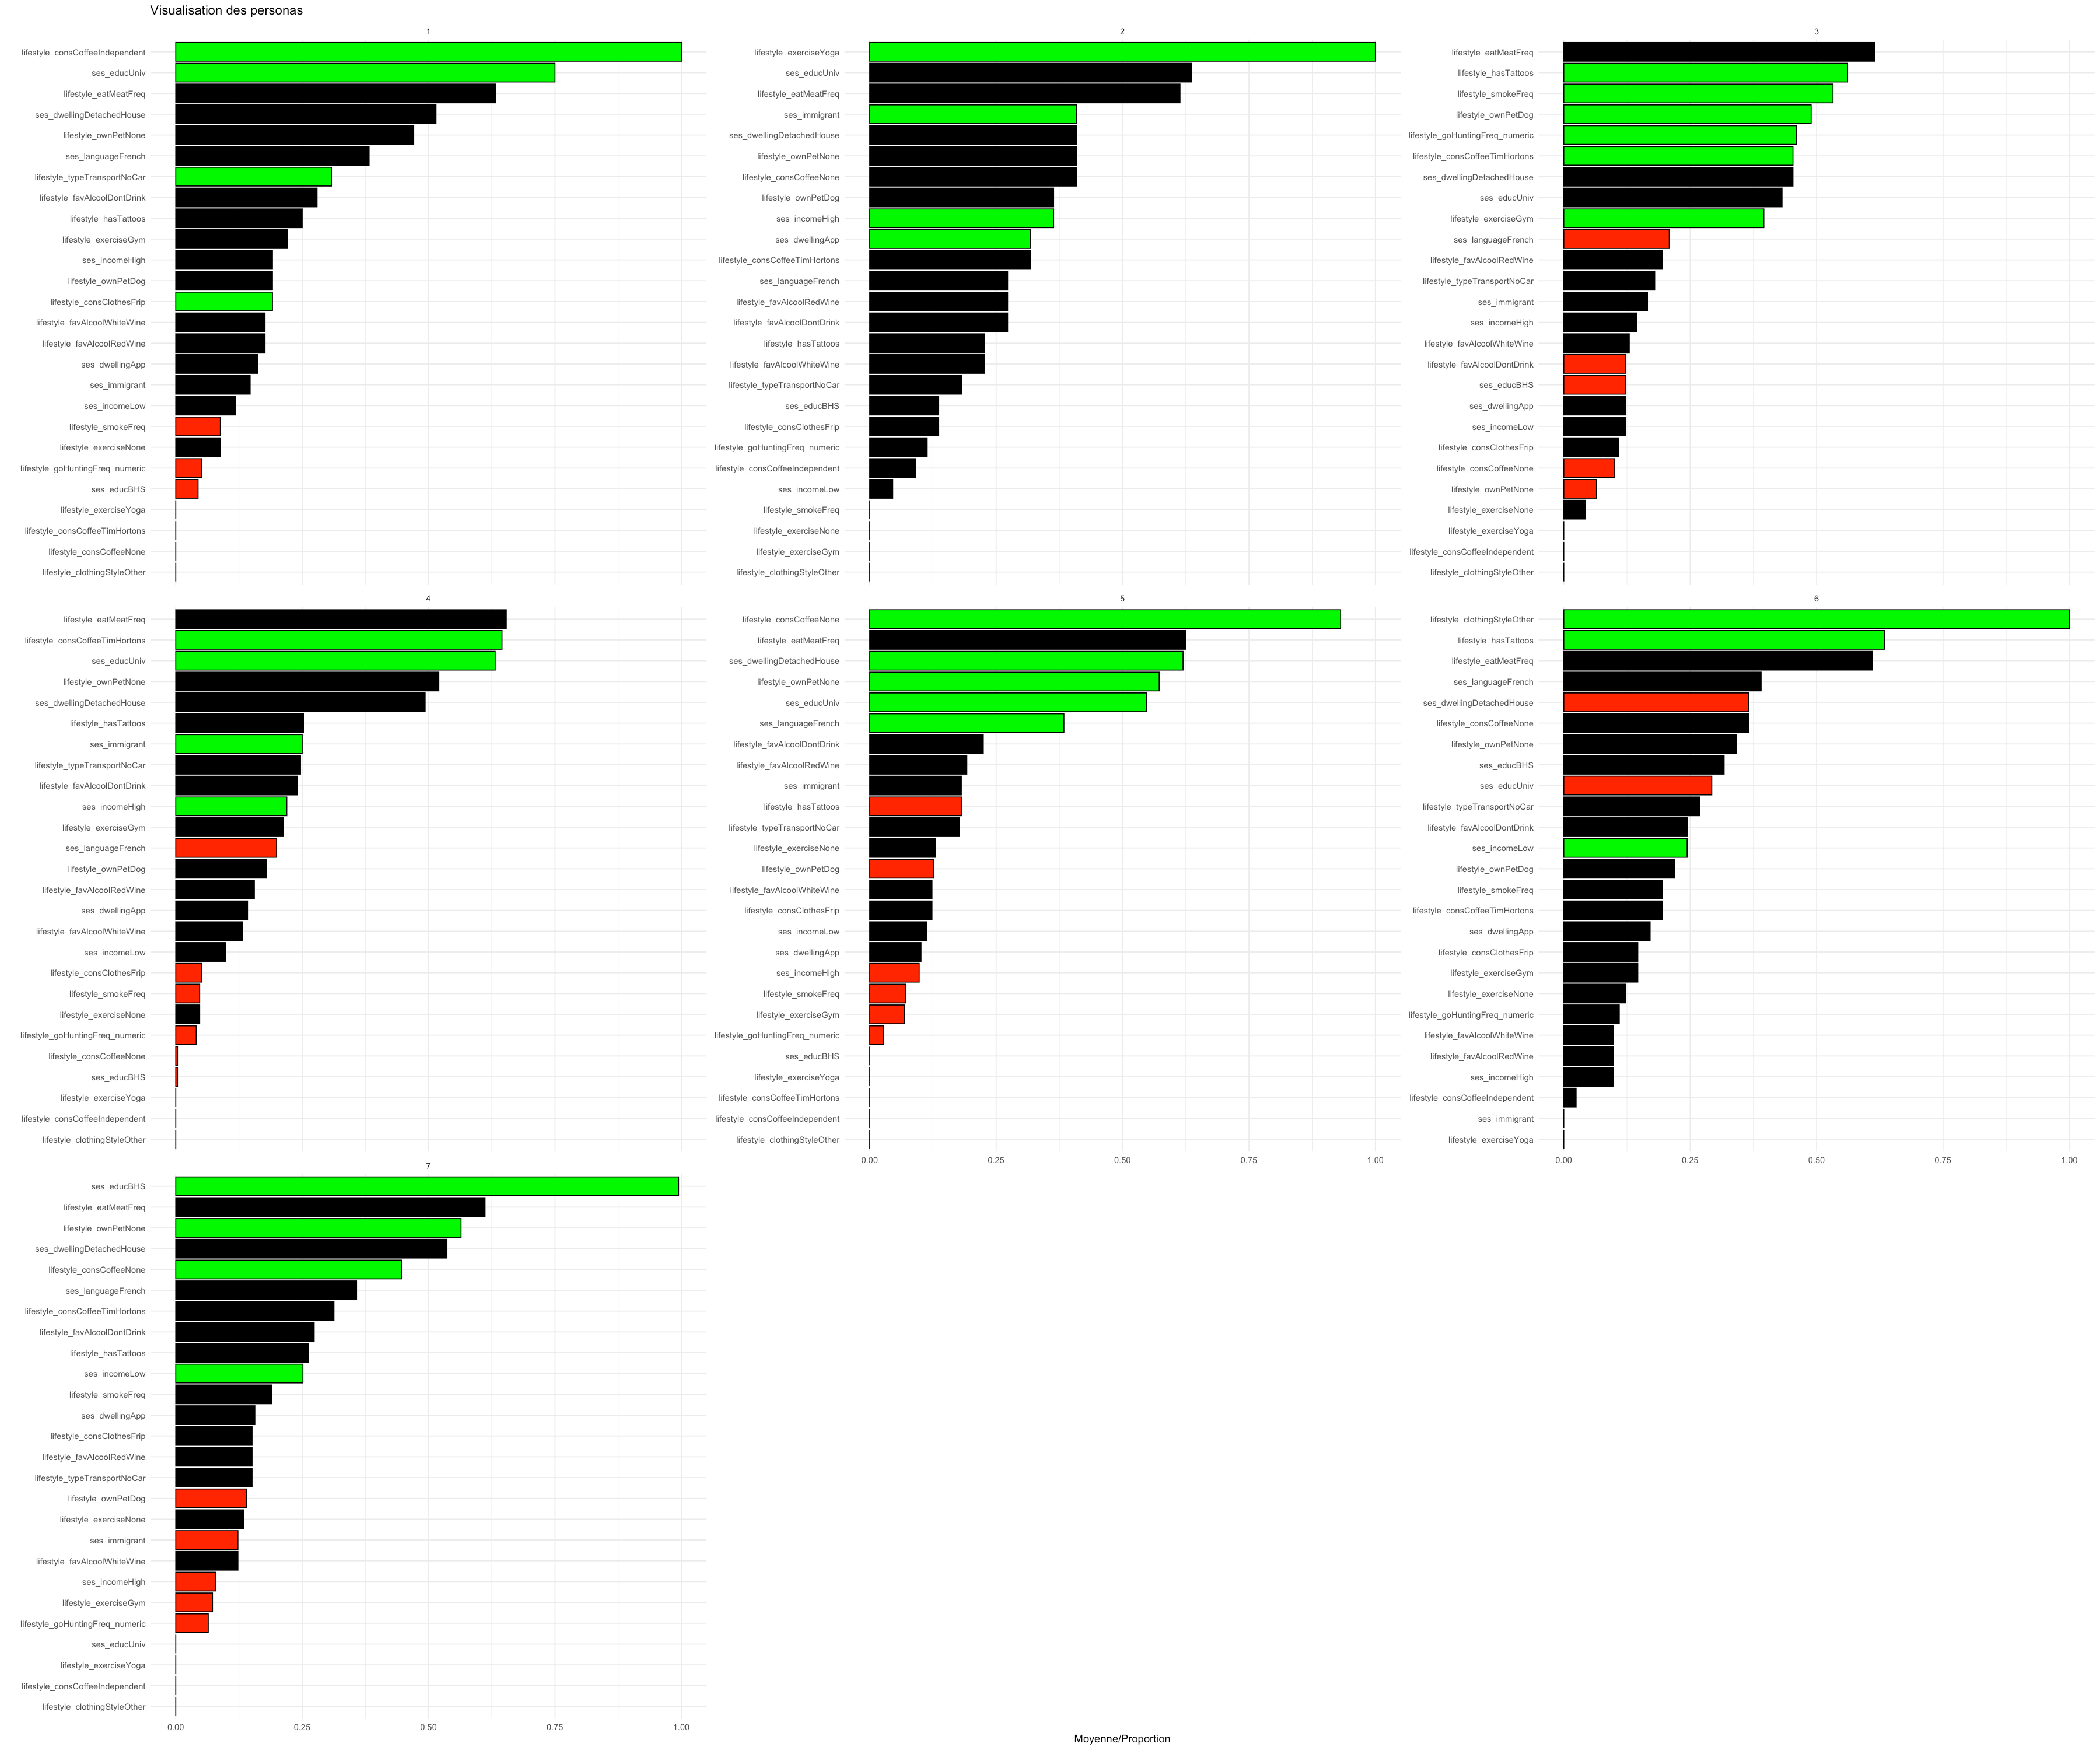 Visualisation des personas
1
lifestyle_consCoffeeIndependent
ses_educUniv
lifestyle_eatMeatFreq
ses_dwellingDetachedHouse
lifestyle_ownPetNone
ses_languageFrench
lifestyle_typeTransportNoCar
lifestyle_favAlcoolDontDrink
lifestyle_hasTattoos
lifestyle_exerciseGym
ses_incomeHigh
lifestyle_ownPetDog
lifestyle_consClothesFrip
lifestyle_favAlcoolWhiteWine
lifestyle_favAlcoolRedWine
ses_dwellingApp
ses_immigrant
ses_incomeLow
lifestyle_smokeFreq
lifestyle_exerciseNone
lifestyle_goHuntingFreq_numeric
ses_educBHS
lifestyle_exerciseYoga
lifestyle_consCoffeeTimHortons
lifestyle_consCoffeeNone
lifestyle_clothingStyleOther
2
lifestyle_exerciseYoga
ses_educUniv
lifestyle_eatMeatFreq
ses_immigrant
ses_dwellingDetachedHouse
lifestyle_ownPetNone
lifestyle_consCoffeeNone
lifestyle_ownPetDog
ses_incomeHigh
ses_dwellingApp
lifestyle_consCoffeeTimHortons
ses_languageFrench
lifestyle_favAlcoolRedWine
lifestyle_favAlcoolDontDrink
lifestyle_hasTattoos
lifestyle_favAlcoolWhiteWine
lifestyle_typeTransportNoCar
ses_educBHS
lifestyle_consClothesFrip
lifestyle_goHuntingFreq_numeric
lifestyle_consCoffeeIndependent
ses_incomeLow
lifestyle_smokeFreq
lifestyle_exerciseNone
lifestyle_exerciseGym
lifestyle_clothingStyleOther
3
lifestyle_eatMeatFreq
lifestyle_hasTattoos
lifestyle_smokeFreq
lifestyle_ownPetDog
lifestyle_goHuntingFreq_numeric
lifestyle_consCoffeeTimHortons
ses_dwellingDetachedHouse
ses_educUniv
lifestyle_exerciseGym
ses_languageFrench
lifestyle_favAlcoolRedWine
lifestyle_typeTransportNoCar
ses_immigrant
ses_incomeHigh
lifestyle_favAlcoolWhiteWine
lifestyle_favAlcoolDontDrink
ses_educBHS
ses_dwellingApp
ses_incomeLow
lifestyle_consClothesFrip
lifestyle_consCoffeeNone
lifestyle_ownPetNone
lifestyle_exerciseNone
lifestyle_exerciseYoga
lifestyle_consCoffeeIndependent
lifestyle_clothingStyleOther
4
lifestyle_eatMeatFreq
lifestyle_consCoffeeTimHortons
ses_educUniv
lifestyle_ownPetNone
ses_dwellingDetachedHouse
lifestyle_hasTattoos
ses_immigrant
lifestyle_typeTransportNoCar
lifestyle_favAlcoolDontDrink
ses_incomeHigh
lifestyle_exerciseGym
ses_languageFrench
lifestyle_ownPetDog
lifestyle_favAlcoolRedWine
ses_dwellingApp
lifestyle_favAlcoolWhiteWine
ses_incomeLow
lifestyle_consClothesFrip
lifestyle_smokeFreq
lifestyle_exerciseNone
lifestyle_goHuntingFreq_numeric
lifestyle_consCoffeeNone
ses_educBHS
lifestyle_exerciseYoga
lifestyle_consCoffeeIndependent
lifestyle_clothingStyleOther
5
lifestyle_consCoffeeNone
lifestyle_eatMeatFreq
ses_dwellingDetachedHouse
lifestyle_ownPetNone
ses_educUniv
ses_languageFrench
lifestyle_favAlcoolDontDrink
lifestyle_favAlcoolRedWine
ses_immigrant
lifestyle_hasTattoos
lifestyle_typeTransportNoCar
lifestyle_exerciseNone
lifestyle_ownPetDog
lifestyle_favAlcoolWhiteWine
lifestyle_consClothesFrip
ses_incomeLow
ses_dwellingApp
ses_incomeHigh
lifestyle_smokeFreq
lifestyle_exerciseGym
lifestyle_goHuntingFreq_numeric
ses_educBHS
lifestyle_exerciseYoga
lifestyle_consCoffeeTimHortons
lifestyle_consCoffeeIndependent
lifestyle_clothingStyleOther
0.00 0.25 0.50 0.75 1.00
6
lifestyle_clothingStyleOther
lifestyle_hasTattoos
lifestyle_eatMeatFreq
ses_languageFrench
ses_dwellingDetachedHouse
lifestyle_consCoffeeNone
lifestyle_ownPetNone
ses_educBHS
ses_educUniv
lifestyle_typeTransportNoCar
lifestyle_favAlcoolDontDrink
ses_incomeLow
lifestyle_ownPetDog
lifestyle_smokeFreq
lifestyle_consCoffeeTimHortons
ses_dwellingApp
lifestyle_consClothesFrip
lifestyle_exerciseGym
lifestyle_exerciseNone
lifestyle_goHuntingFreq_numeric
lifestyle_favAlcoolWhiteWine
lifestyle_favAlcoolRedWine
ses_incomeHigh
lifestyle_consCoffeeIndependent
ses_immigrant
lifestyle_exerciseYoga
0.00 0.25 0.50 0.75 1.00
7
ses_educBHS
lifestyle_eatMeatFreq
lifestyle_ownPetNone
ses_dwellingDetachedHouse
lifestyle_consCoffeeNone
ses_languageFrench
lifestyle_consCoffeeTimHortons
lifestyle_favAlcoolDontDrink
lifestyle_hasTattoos
ses_incomeLow
lifestyle_smokeFreq
ses_dwellingApp
lifestyle_consClothesFrip
lifestyle_favAlcoolRedWine
lifestyle_typeTransportNoCar
lifestyle_ownPetDog
lifestyle_exerciseNone
ses_immigrant
lifestyle_favAlcoolWhiteWine
ses_incomeHigh
lifestyle_exerciseGym
lifestyle_goHuntingFreq_numeric
ses_educUniv
lifestyle_exerciseYoga
lifestyle_consCoffeeIndependent
lifestyle_clothingStyleOther
0.00 0.25 0.50 0.75 1.00
Moyenne/Proportion